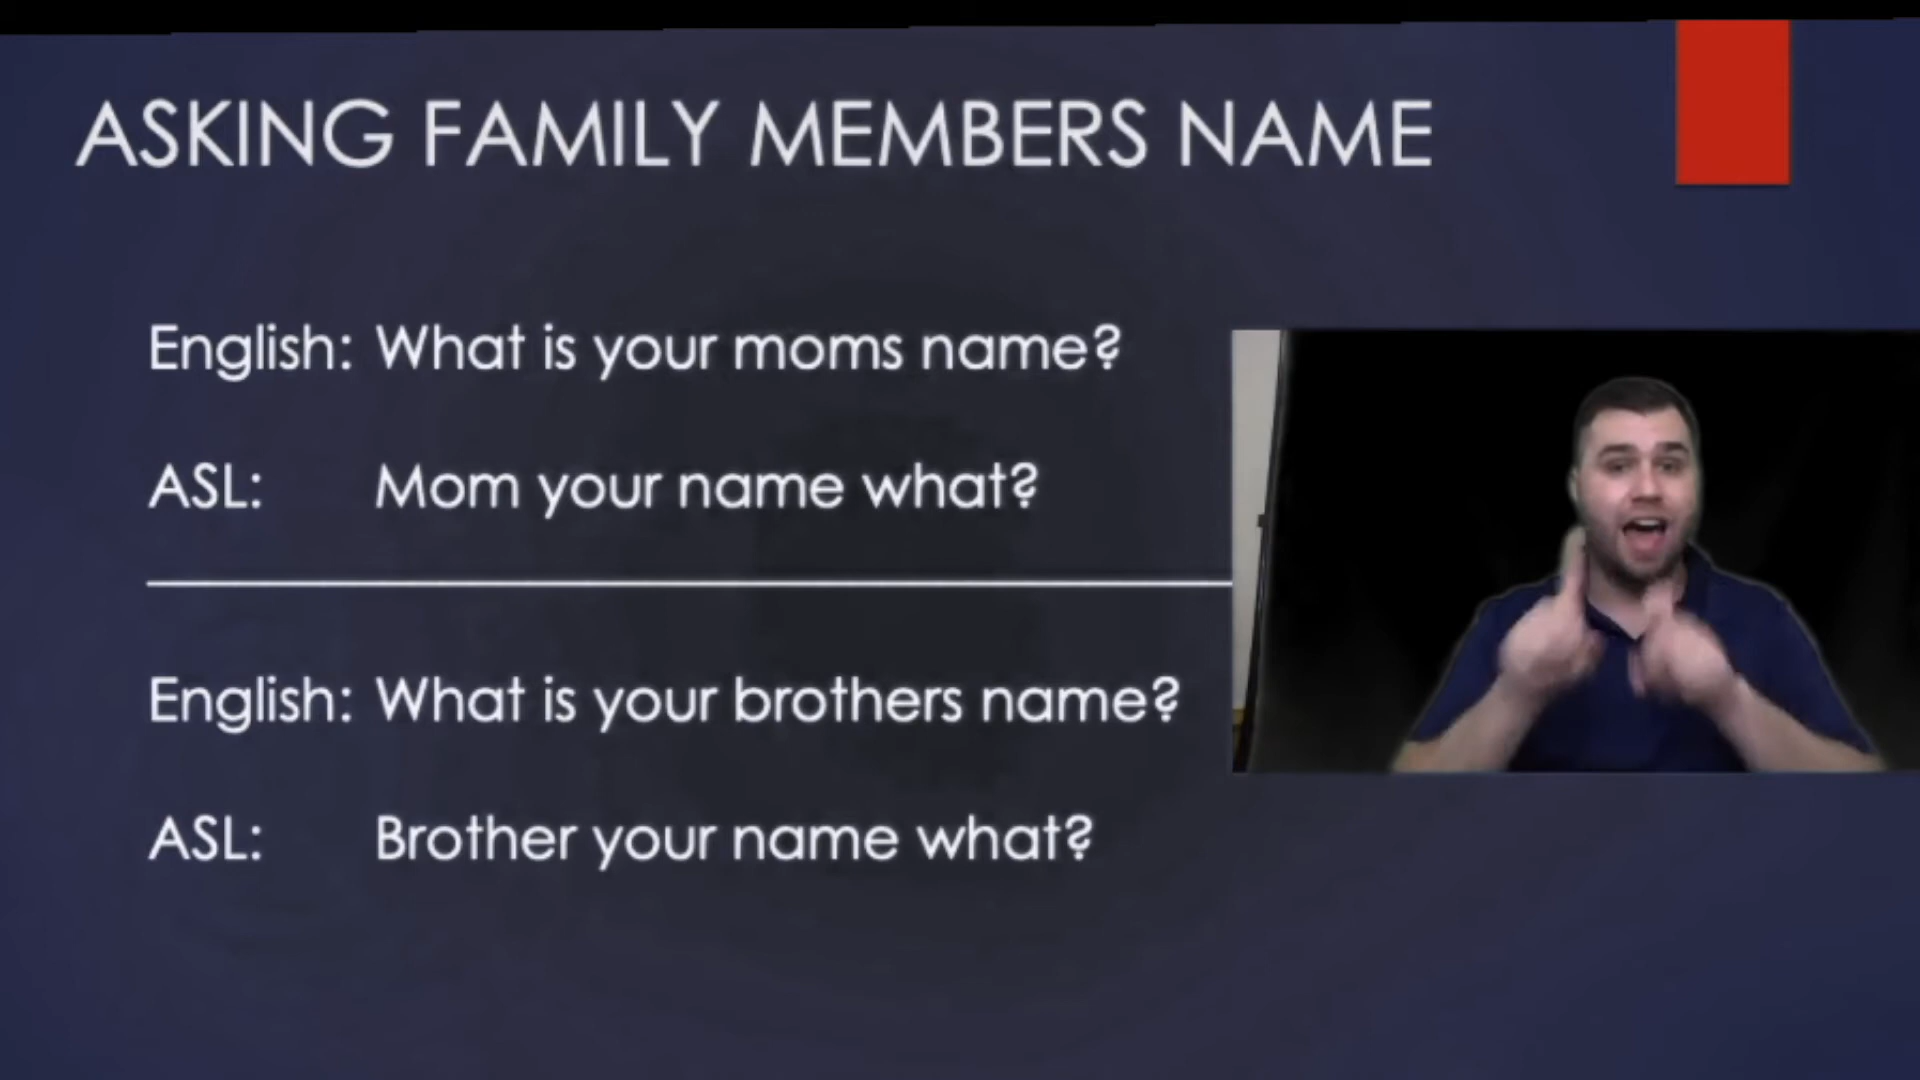 ASKING FAMILY MEMBERS NAME
English: What is your moms name?
ASL: Mom your name what?
English: What is your brothers name?
ASL: Brother your name what?